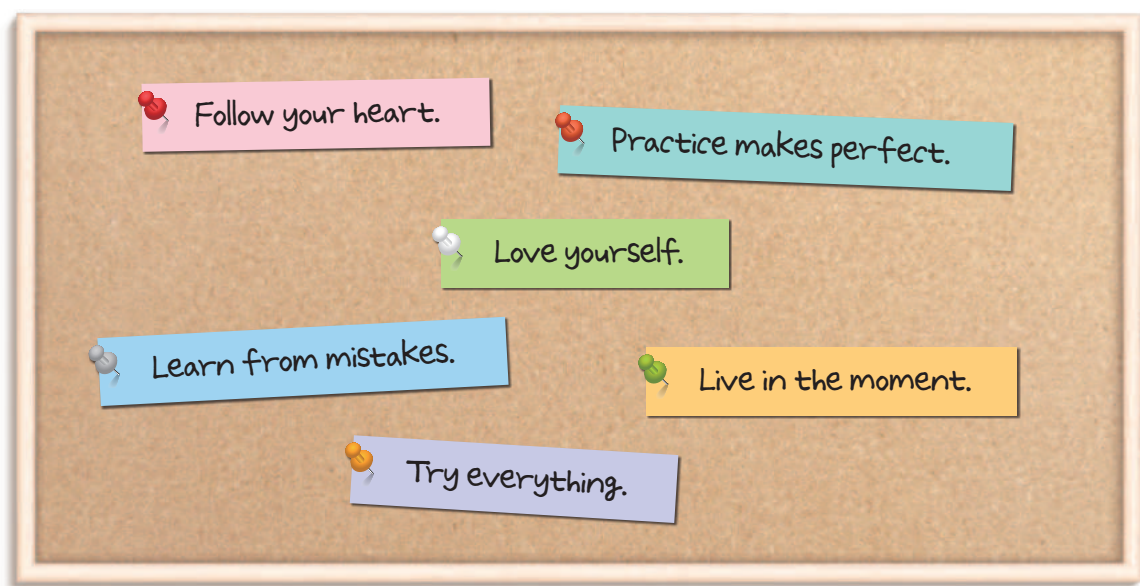 Follow your heart.
Practice makes perfect.
Love yourself.
Learn from mistakes.
Live in the moment.
Try everything.